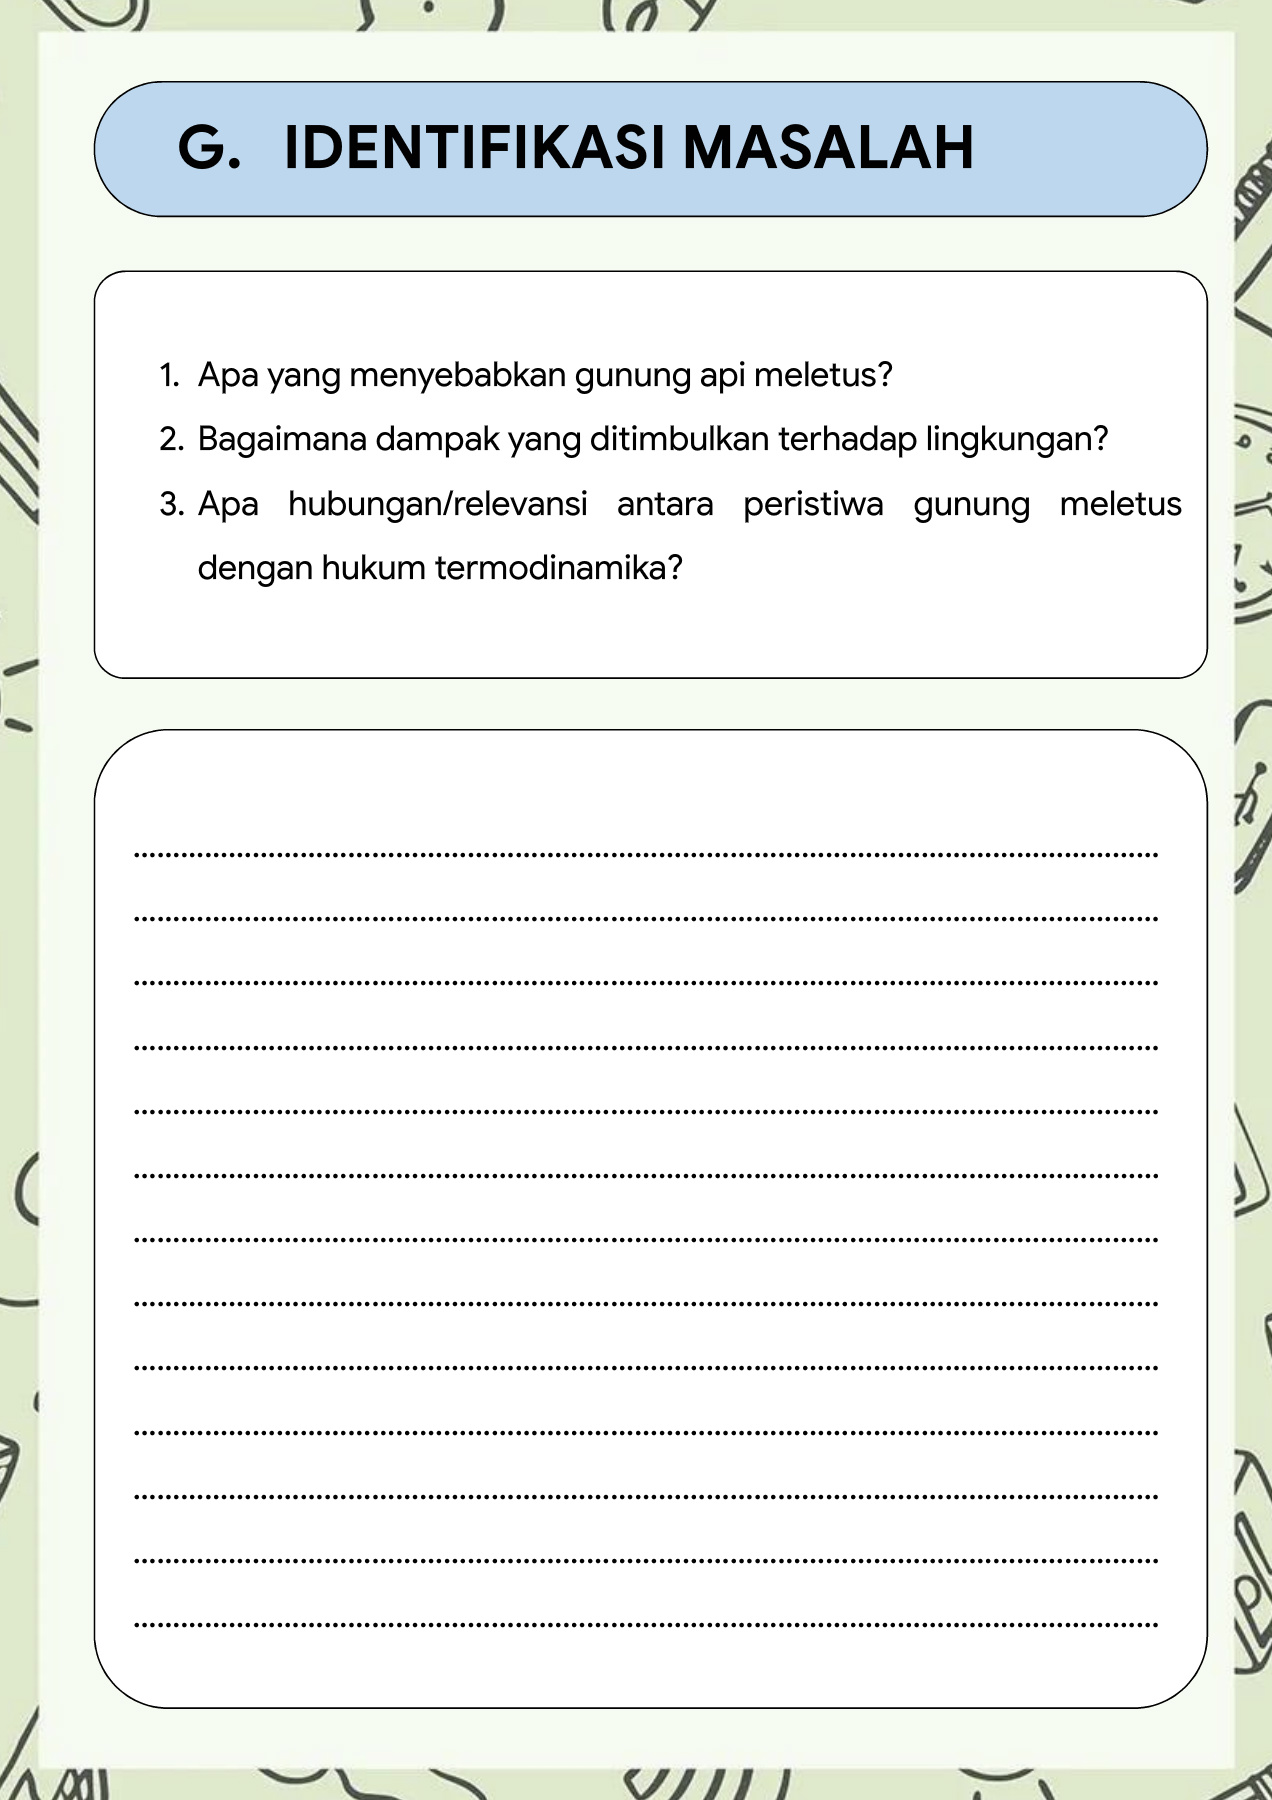 G. IDENTIFIKASI MASALAH
1. Apa yang menyebabkan gunung api meletus?
2. Bagaimana dampak yang ditimbulkan terhadap lingkungan?
3. Apa hubungan/relevansi antara peristiwa gunung meletus
dengan hukum termodinamika?